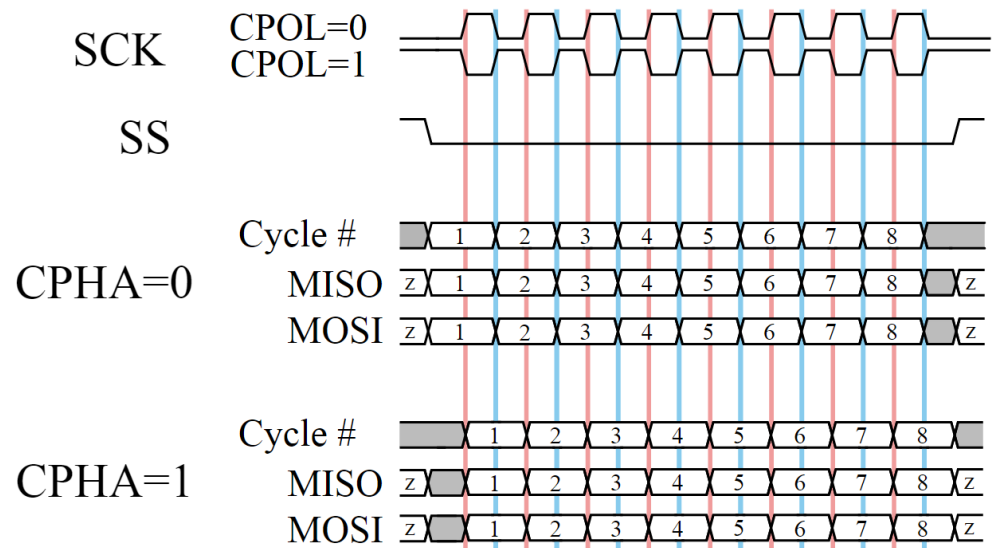 CPOL=0
SCK
CPOL=1
SS
Cycle # 1 2 3 4 5 6 7 8
CPHA=0
MISO z 1 2 3 4 5 6 7 8 z
MOSI z 1 2 3 4 5 6 7 8 z
Cycle # 1 2 3 4 5 6 7 8
CPHA=1
MISO z 1 2 3 4 5 6 7 8 z
MOSI z 1 2 3 4 5 6 7 8 z